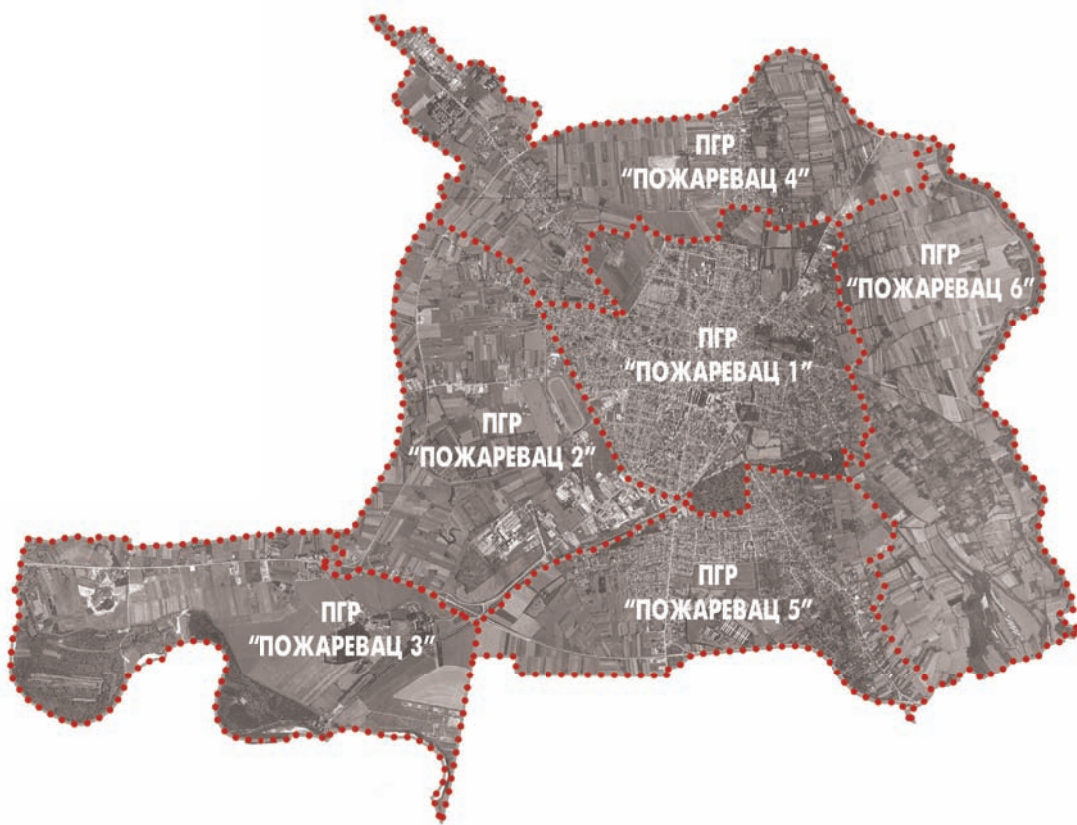 ПГР
“ПОЖАРЕВАЦ 4”
ПГР
“ПОЖАРЕВАЦ 6”
ПГР
“ПОЖАРЕВАЦ 1”
ПГР
“ПОЖАРЕВАЦ 2”
ПГР
“ПОЖАРЕВАЦ 5”
ПГР
“ПОЖАРЕВАЦ 3”